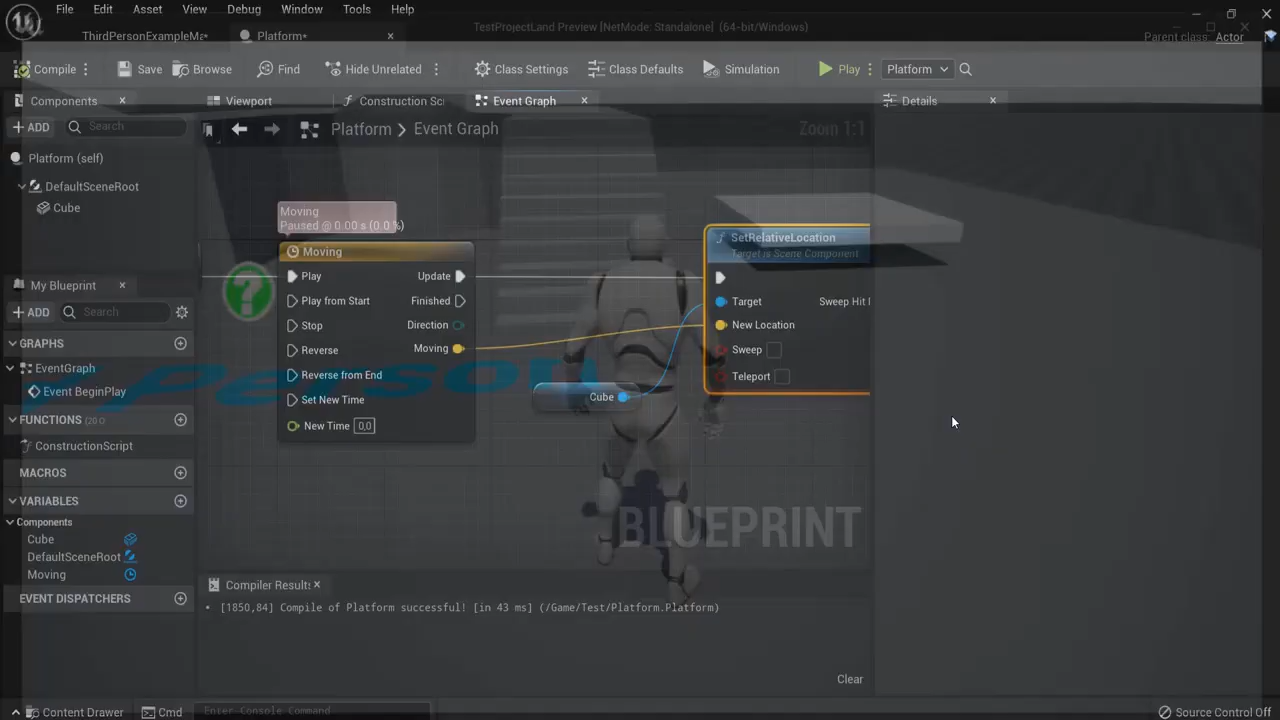 File Edit Asset View Debug Window Tools Help
TestProjectLand Preview [NetMode: Standalone] (64-bit/Windows)
ThirdPersonExampleMa* Platform*
Parent class: Actor
Compile Save Browse Find Hide Unrelated Class Settings Class Defaults Simulation Play Platform
Components Viewport Construction Sc Event Graph Details
ADD Search Platform > Event Graph Zoom 1:1
Platform (self)
DefaultSceneRoot
Cube
Moving
Paused @ 0.00 s (0.0 %)
Moving
Play Update
Play from Start Finished
Stop Direction
Reverse Moving
Reverse from End
Set New Time
New Time 0,0
SetRelativeLocation
Target is Scene Component
Target Sweep Hit
New Location
Sweep
Teleport
Cube
BLUEPRINT
My Blueprint
ADD Search
GRAPHS
EventGraph
Event BeginPlay
FUNCTIONS (20 O
ConstructionScript
MACROS
VARIABLES
Components
Cube
DefaultSceneRoot
Moving
EVENT DISPATCHERS
Compiler Results
[1850,84] Compile of Platform successful! [in 43 ms] (/Game/Test/Platform.Platform)
Clear
Content Drawer Cmd Enter Console Command Source Control Off